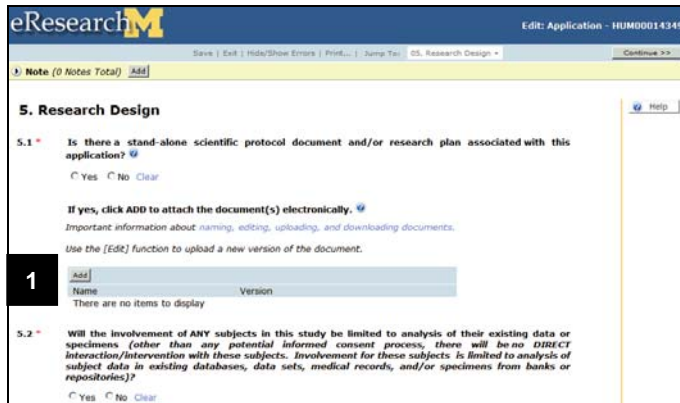 eResearchM
Edit: Application - HUM00014349
Save | Exit | Hide/Show Errors | Print... | Jump To: 05. Research Design
Continue >>
Note (0 Notes Total) Add
5. Research Design
Help
5.1 * Is there a stand-alone scientific protocol document and/or research plan associated with this
application?
Yes No Clear
If yes, click ADD to attach the document(s) electronically.
Important information about naming, editing, uploading, and downloading documents.
Use the [Edit] function to upload a new version of the document.
1
Add
Name Version
There are no items to display
5.2 * Will the involvement of ANY subjects in this study be limited to analysis of their existing data or
specimens (other than any potential informed consent process, there will be no DIRECT
interaction/intervention with these subjects. Involvement for these subjects is limited to analysis of
subject data in existing databases, data sets, medical records, and/or specimens from banks or
repositories)?
Yes No Clear